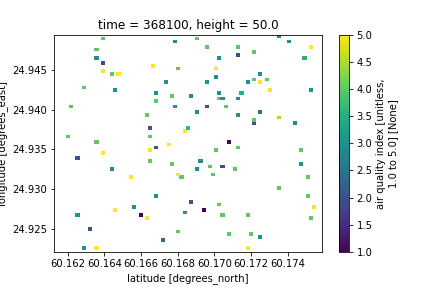 time = 368100, height = 50.0
24.945
24.940
24.935
24.930
24.925
longitude [degrees_east]
60.162 60.164 60.166 60.168 60.170 60.172 60.174
latitude [degrees_north]
5.0
4.5
4.0
3.5
3.0
2.5
2.0
1.5
1.0
air quality index [unitless,
1.0 to 5.0] [None]